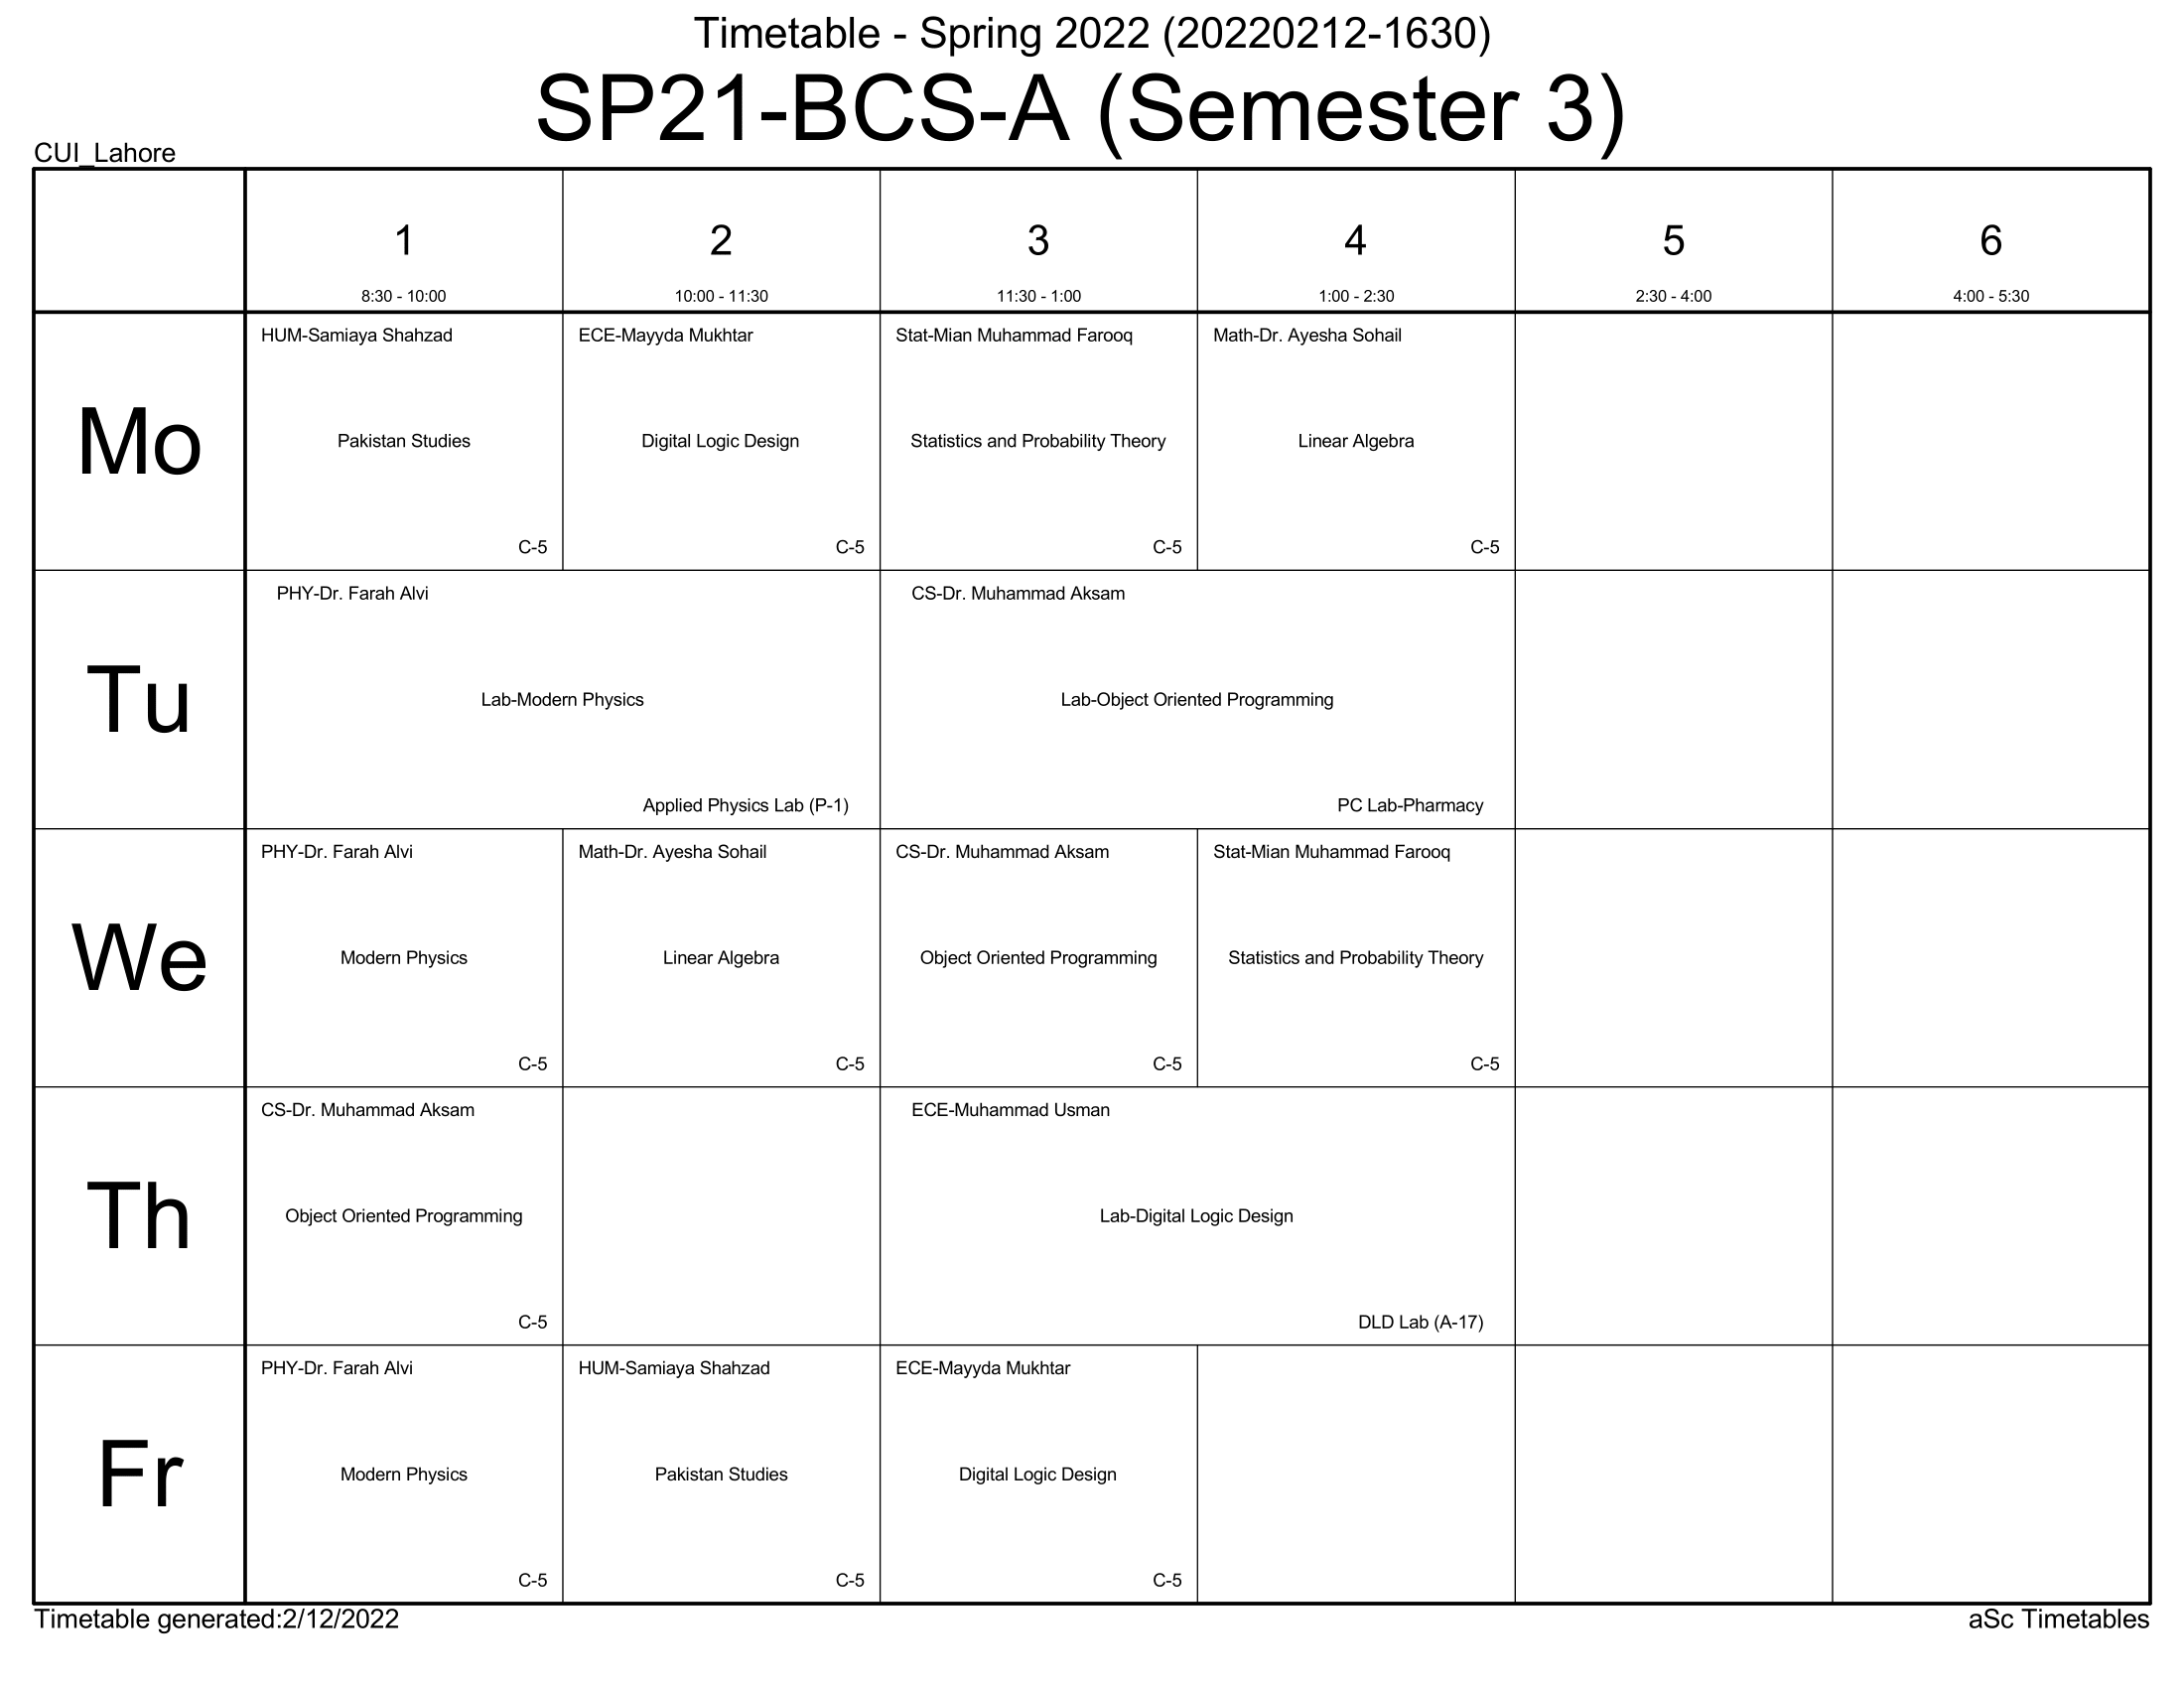 Timetable - Spring 2022 (20220212-1630)
SP21-BCS-A (Semester 3)
CUI_Lahore
1
8:30 - 10:00
2
10:00 - 11:30
3
11:30 - 1:00
4
1:00 - 2:30
5
2:30 - 4:00
6
4:00 - 5:30
Mo
HUM-Samiaya Shahzad
Pakistan Studies
C-5
ECE-Mayyda Mukhtar
Digital Logic Design
C-5
Stat-Mian Muhammad Farooq
Statistics and Probability Theory
C-5
Math-Dr. Ayesha Sohail
Linear Algebra
C-5
Tu
PHY-Dr. Farah Alvi
Lab-Modern Physics
Applied Physics Lab (P-1)
CS-Dr. Muhammad Aksam
Lab-Object Oriented Programming
PC Lab-Pharmacy
We
PHY-Dr. Farah Alvi
Modern Physics
C-5
Math-Dr. Ayesha Sohail
Linear Algebra
C-5
CS-Dr. Muhammad Aksam
Object Oriented Programming
C-5
Stat-Mian Muhammad Farooq
Statistics and Probability Theory
C-5
Th
CS-Dr. Muhammad Aksam
Object Oriented Programming
C-5
ECE-Muhammad Usman
Lab-Digital Logic Design
DLD Lab (A-17)
Fr
PHY-Dr. Farah Alvi
Modern Physics
C-5
HUM-Samiaya Shahzad
Pakistan Studies
C-5
ECE-Mayyda Mukhtar
Digital Logic Design
C-5
Timetable generated:2/12/2022
aSc Timetables